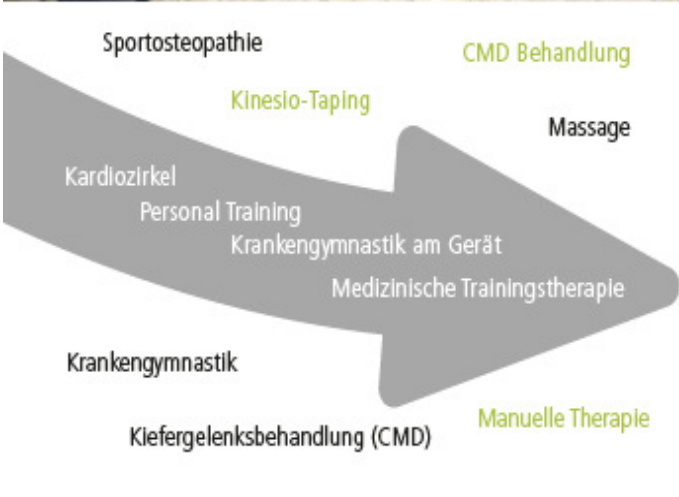 Sportosteopathie
CMD Behandlung
Kinesio-Taping
Massage
Kardiozirkel
Personal Training
Krankengymnastik am Gerät
Medizinische Trainingstherapie
Krankengymnastik
Manuelle Therapie
Kiefergelenksbehandlung (CMD)